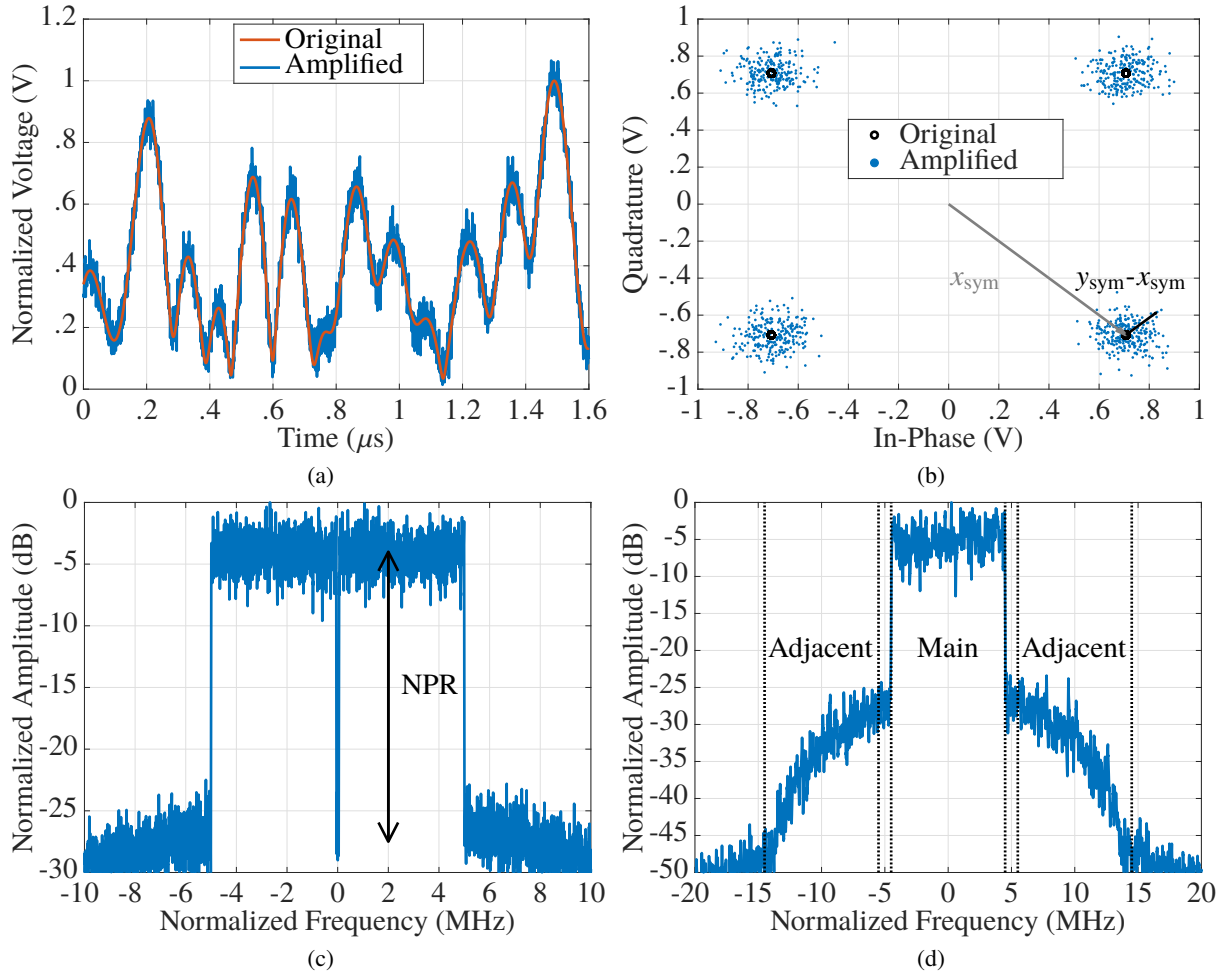 1.2
1
.8
.6
.4
.2
0
Normalized Voltage (V)
Original
Amplified
0 .2 .4 .6 .8 1 1.2 1.4 1.6
Time (μs)
(a)
1
.8
.6
.4
.2
0
-.2
-.4
-.6
-.8
-1
Quadrature (V)
Original
Amplified
x_sym
y_sym-x_sym
-1 -.8 -.6 -.4 -.2 0 .2 .4 .6 .8 1
In-Phase (V)
(b)
0
-5
-10
-15
-20
-25
-30
Normalized Amplitude (dB)
NPR
-10 -8 -6 -4 -2 0 2 4 6 8 10
Normalized Frequency (MHz)
(c)
0
-5
-10
-15
-20
-25
-30
-35
-40
-45
-50
Normalized Amplitude (dB)
Adjacent Main Adjacent
-20 -15 -10 -5 0 5 10 15 20
Normalized Frequency (MHz)
(d)